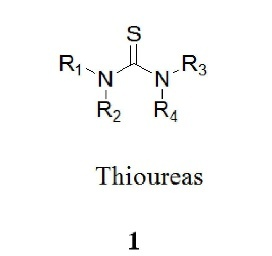 S
R₁ N N R₃
R₂ R₄
Thioureas
1